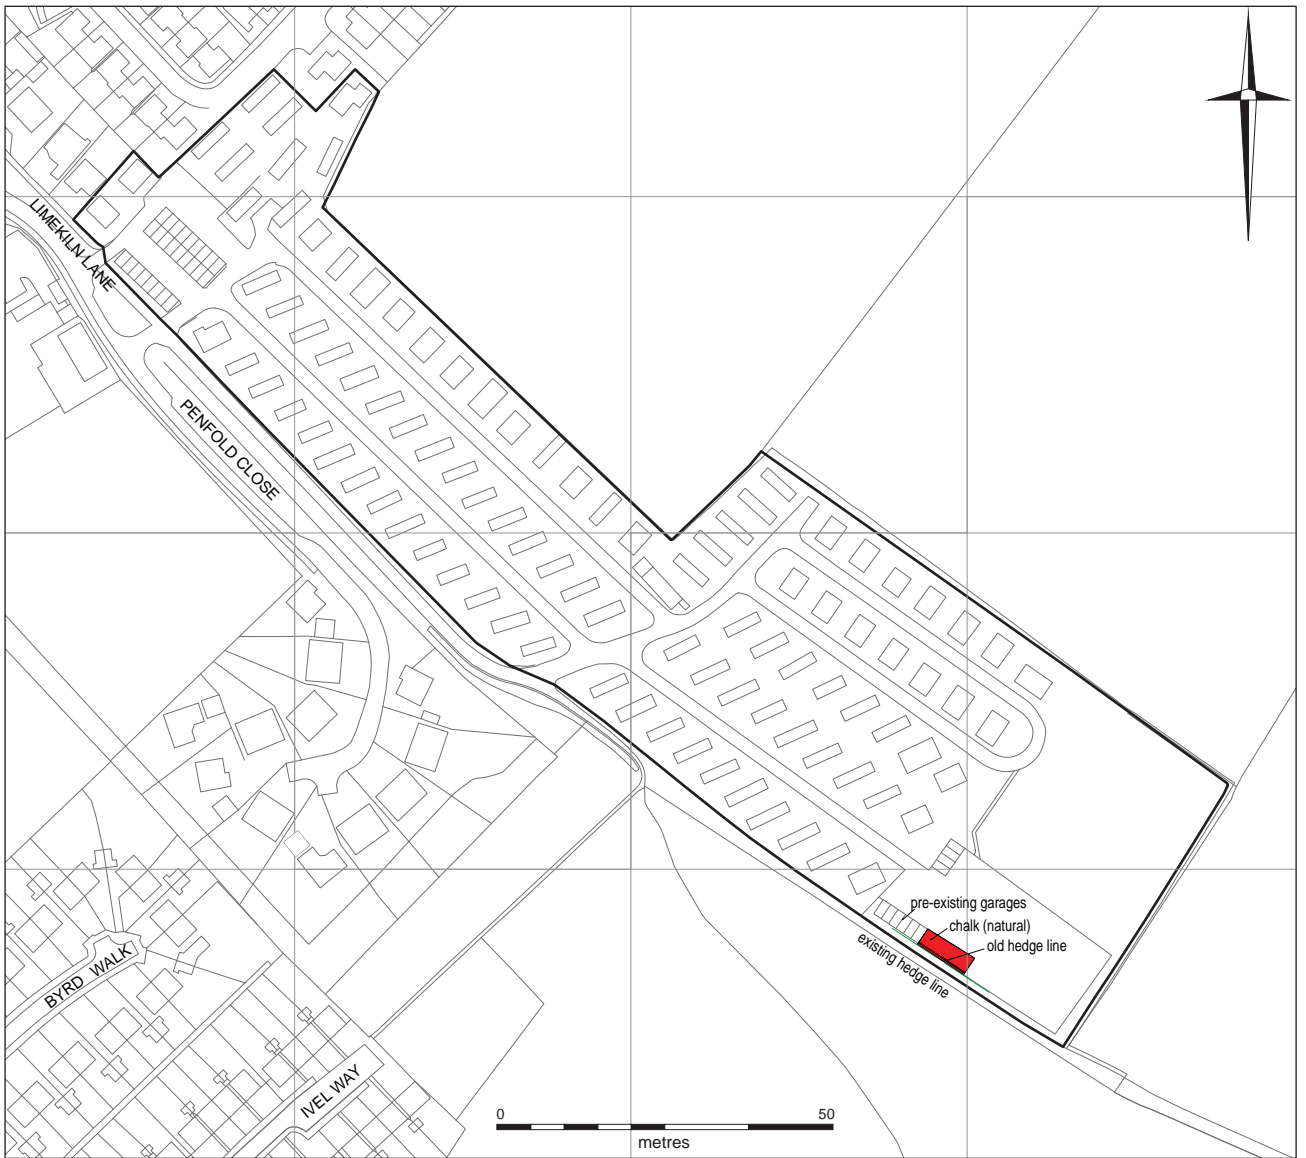 LIMEKILN LANE
PENFOLD CLOSE
pre-existing garages
chalk (natural)
old hedge line
existing hedge line
BYRD WALK
IVEL WAY
0 50
metres